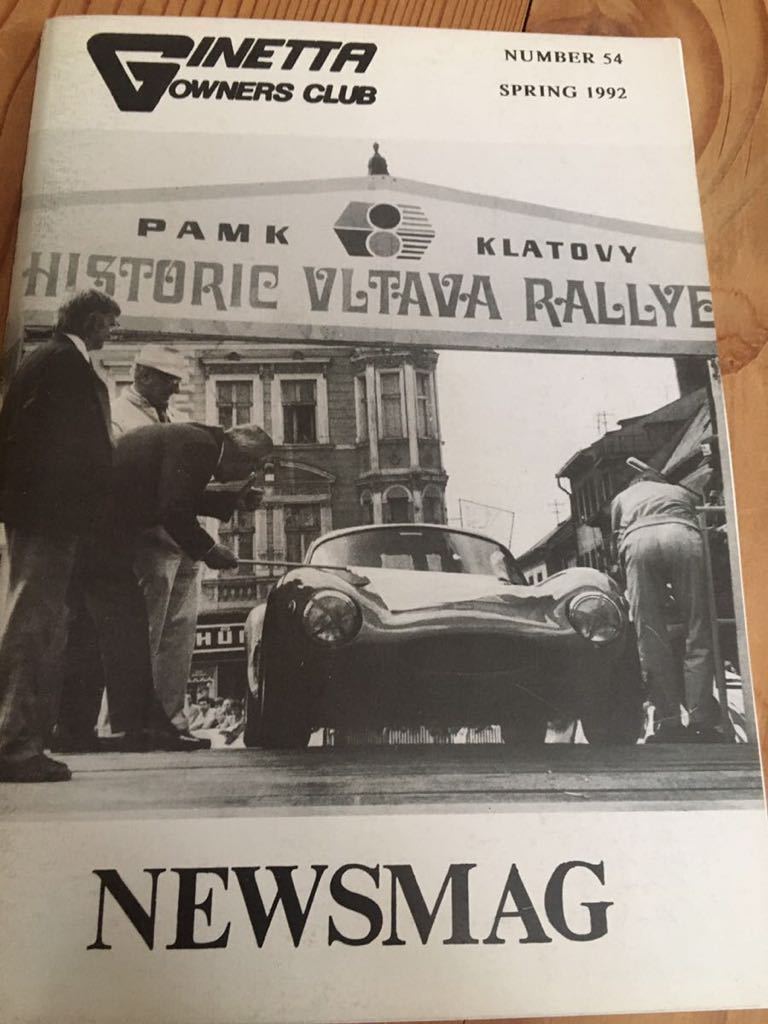 GINETTA
OWNERS CLUB
NUMBER 54
SPRING 1992
PAMK
KLATOVY
HISTORIC VLTAVA RALLYE
NEWSMAG